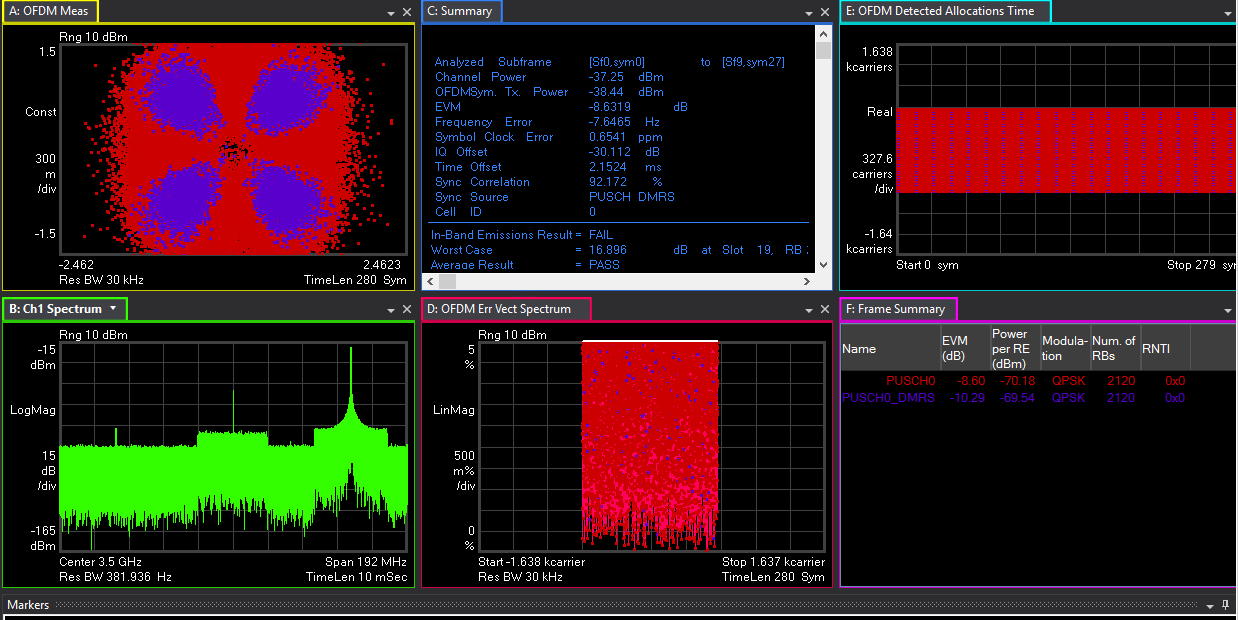 A: OFDM Meas
Rng 10 dBm
1.5
Const
300
m
/div
-1.5
-2.462
2.4623
Res BW 30 kHz
TimeLen 280 Sym
C: Summary
Analyzed Subframe [Sf0,sym0] to [Sf9,sym27]
Channel Power -37.25 dBm
OFDMSym. Tx. Power -38.44 dBm
EVM -8.6319 dB
Frequency Error -7.6465 Hz
Symbol Clock Error 0.6541 ppm
IQ Offset -30.112 dB
Time Offset 2.1524 ms
Sync Correlation 92.172 %
Sync Source PUSCH DMRS
Cell ID 0
In-Band Emissions Result = FAIL
Worst Case = 16.896 dB at Slot 19, RB
Average Result = PASS
E: OFDM Detected Allocations Time
1.638
kcarriers
Real
327.6
carriers
/div
-1.64
kcarriers
Start 0 sym
Stop 279 syr
B: Ch1 Spectrum
Rng 10 dBm
-15
dBm
LogMag
15
dB
/div
-165
dBm
Center 3.5 GHz
Span 192 MHz
Res BW 381.936 Hz
TimeLen 10 mSec
D: OFDM Err Vect Spectrum
Rng 10 dBm
5
%
LinMag
500
m%
/div
0
%
Start -1.638 kcarrier
Stop 1.637 kcarrier
Res BW 30 kHz
TimeLen 280 Sym
F: Frame Summary
Name EVM (dB) Power per RE (dBm) Modula-tion Num. of RBs RNTI
PUSCH0 -8.60 -70.18 QPSK 2120 0x0
PUSCH0_DMRS -10.29 -69.54 QPSK 2120 0x0
Markers